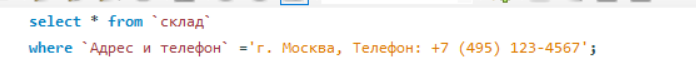 select * from `склад`
where `Адрес и телефон` ='г. Москва, Телефон: +7 (495) 123-4567';